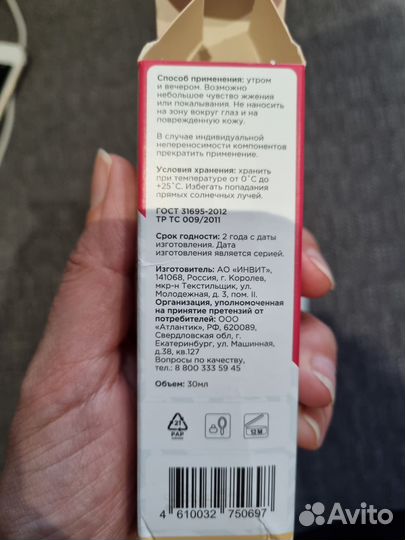 Способ применения: утром
и вечером. Возможно
небольшое чувство жжения
или покалывания. Не наносить
на зону вокруг глаз и на
поврежденную кожу.
В случае индивидуальной
непереносимости компонентов
прекратить применение.
Условия хранения: хранить
при температуре от 0˚С до
+25˚С. Избегать попадания
прямых солнечных лучей.
ГОСТ 31695-2012
ТР ТС 009/2011
Срок годности: 2 года с даты
изготовления. Дата
изготовления является серией.
Изготовитель: АО «ИНВИТ»,
141068, Россия, г. Королев,
мкр-н Текстильщик, ул.
Молодежная, д. 3, пом. II.
Организация, уполномоченная
на принятие претензий от
потребителей: ООО
«Атлантик», РФ, 620089,
Свердловская обл, г.
Екатеринбург, ул. Машинная,
д.38, кв.127
Вопросы по качеству,
тел.: 8 800 333 59 45
Объем: 30мл
21
PAP
12 M
4 610032 750697
Avito